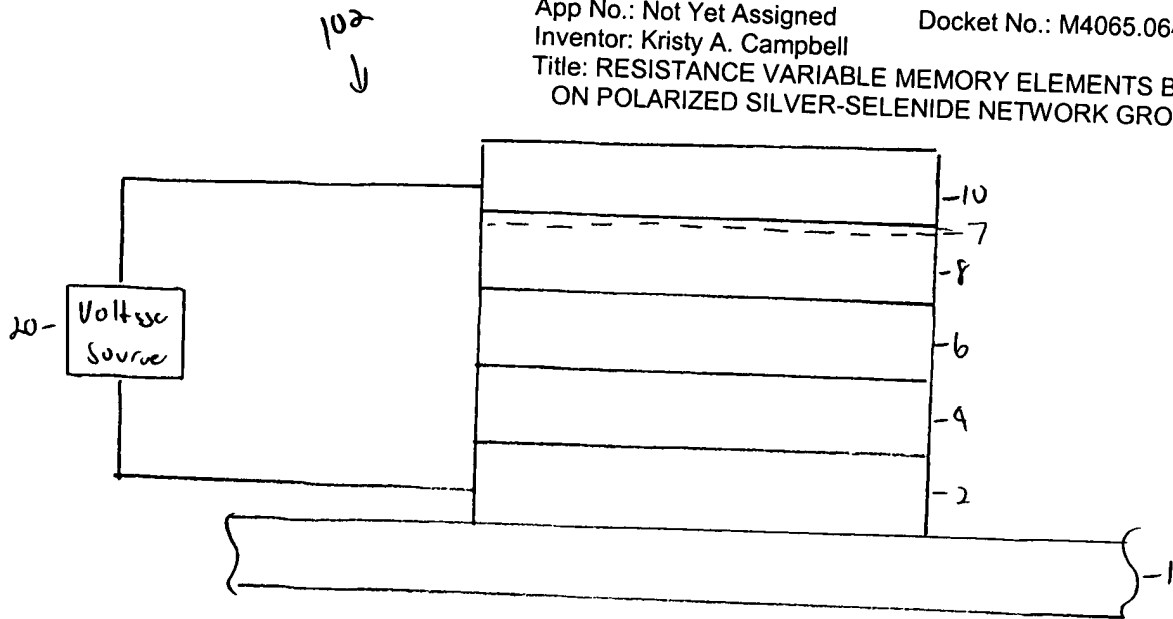 App No.: Not Yet Assigned Docket No.: M4065.064
Inventor: Kristy A. Campbell
Title: RESISTANCE VARIABLE MEMORY ELEMENTS B
ON POLARIZED SILVER-SELENIDE NETWORK GRO
102
-10
-7
-8
-6
-4
-2
-1
20-
Voltage
Source